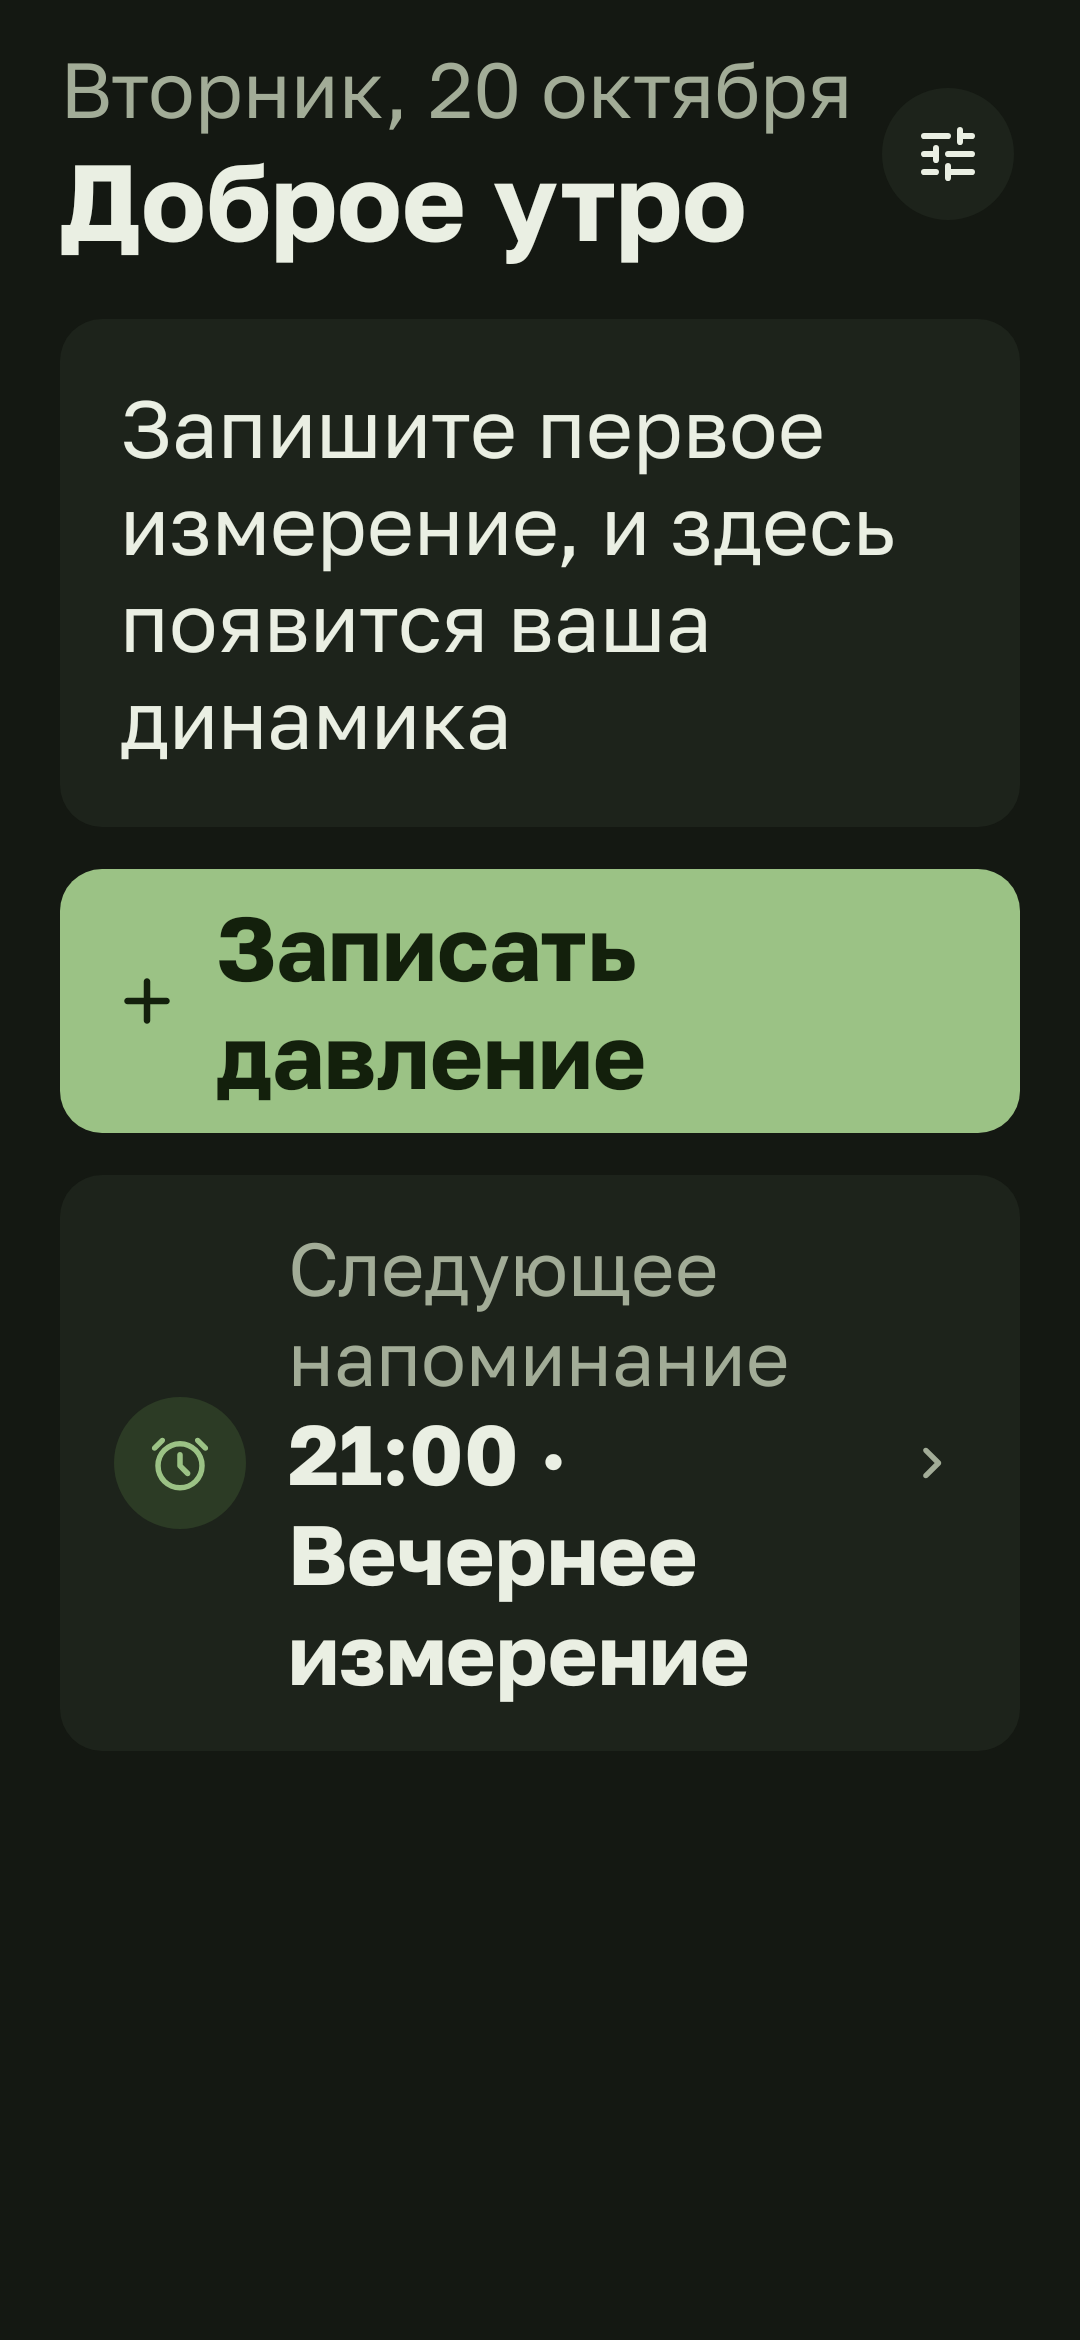 Вторник, 20 октября
Доброе утро
Запишите первое
измерение, и здесь
появится ваша
динамика
Записать
давление
Следующее
напоминание
21:00 ·
Вечернее
измерение